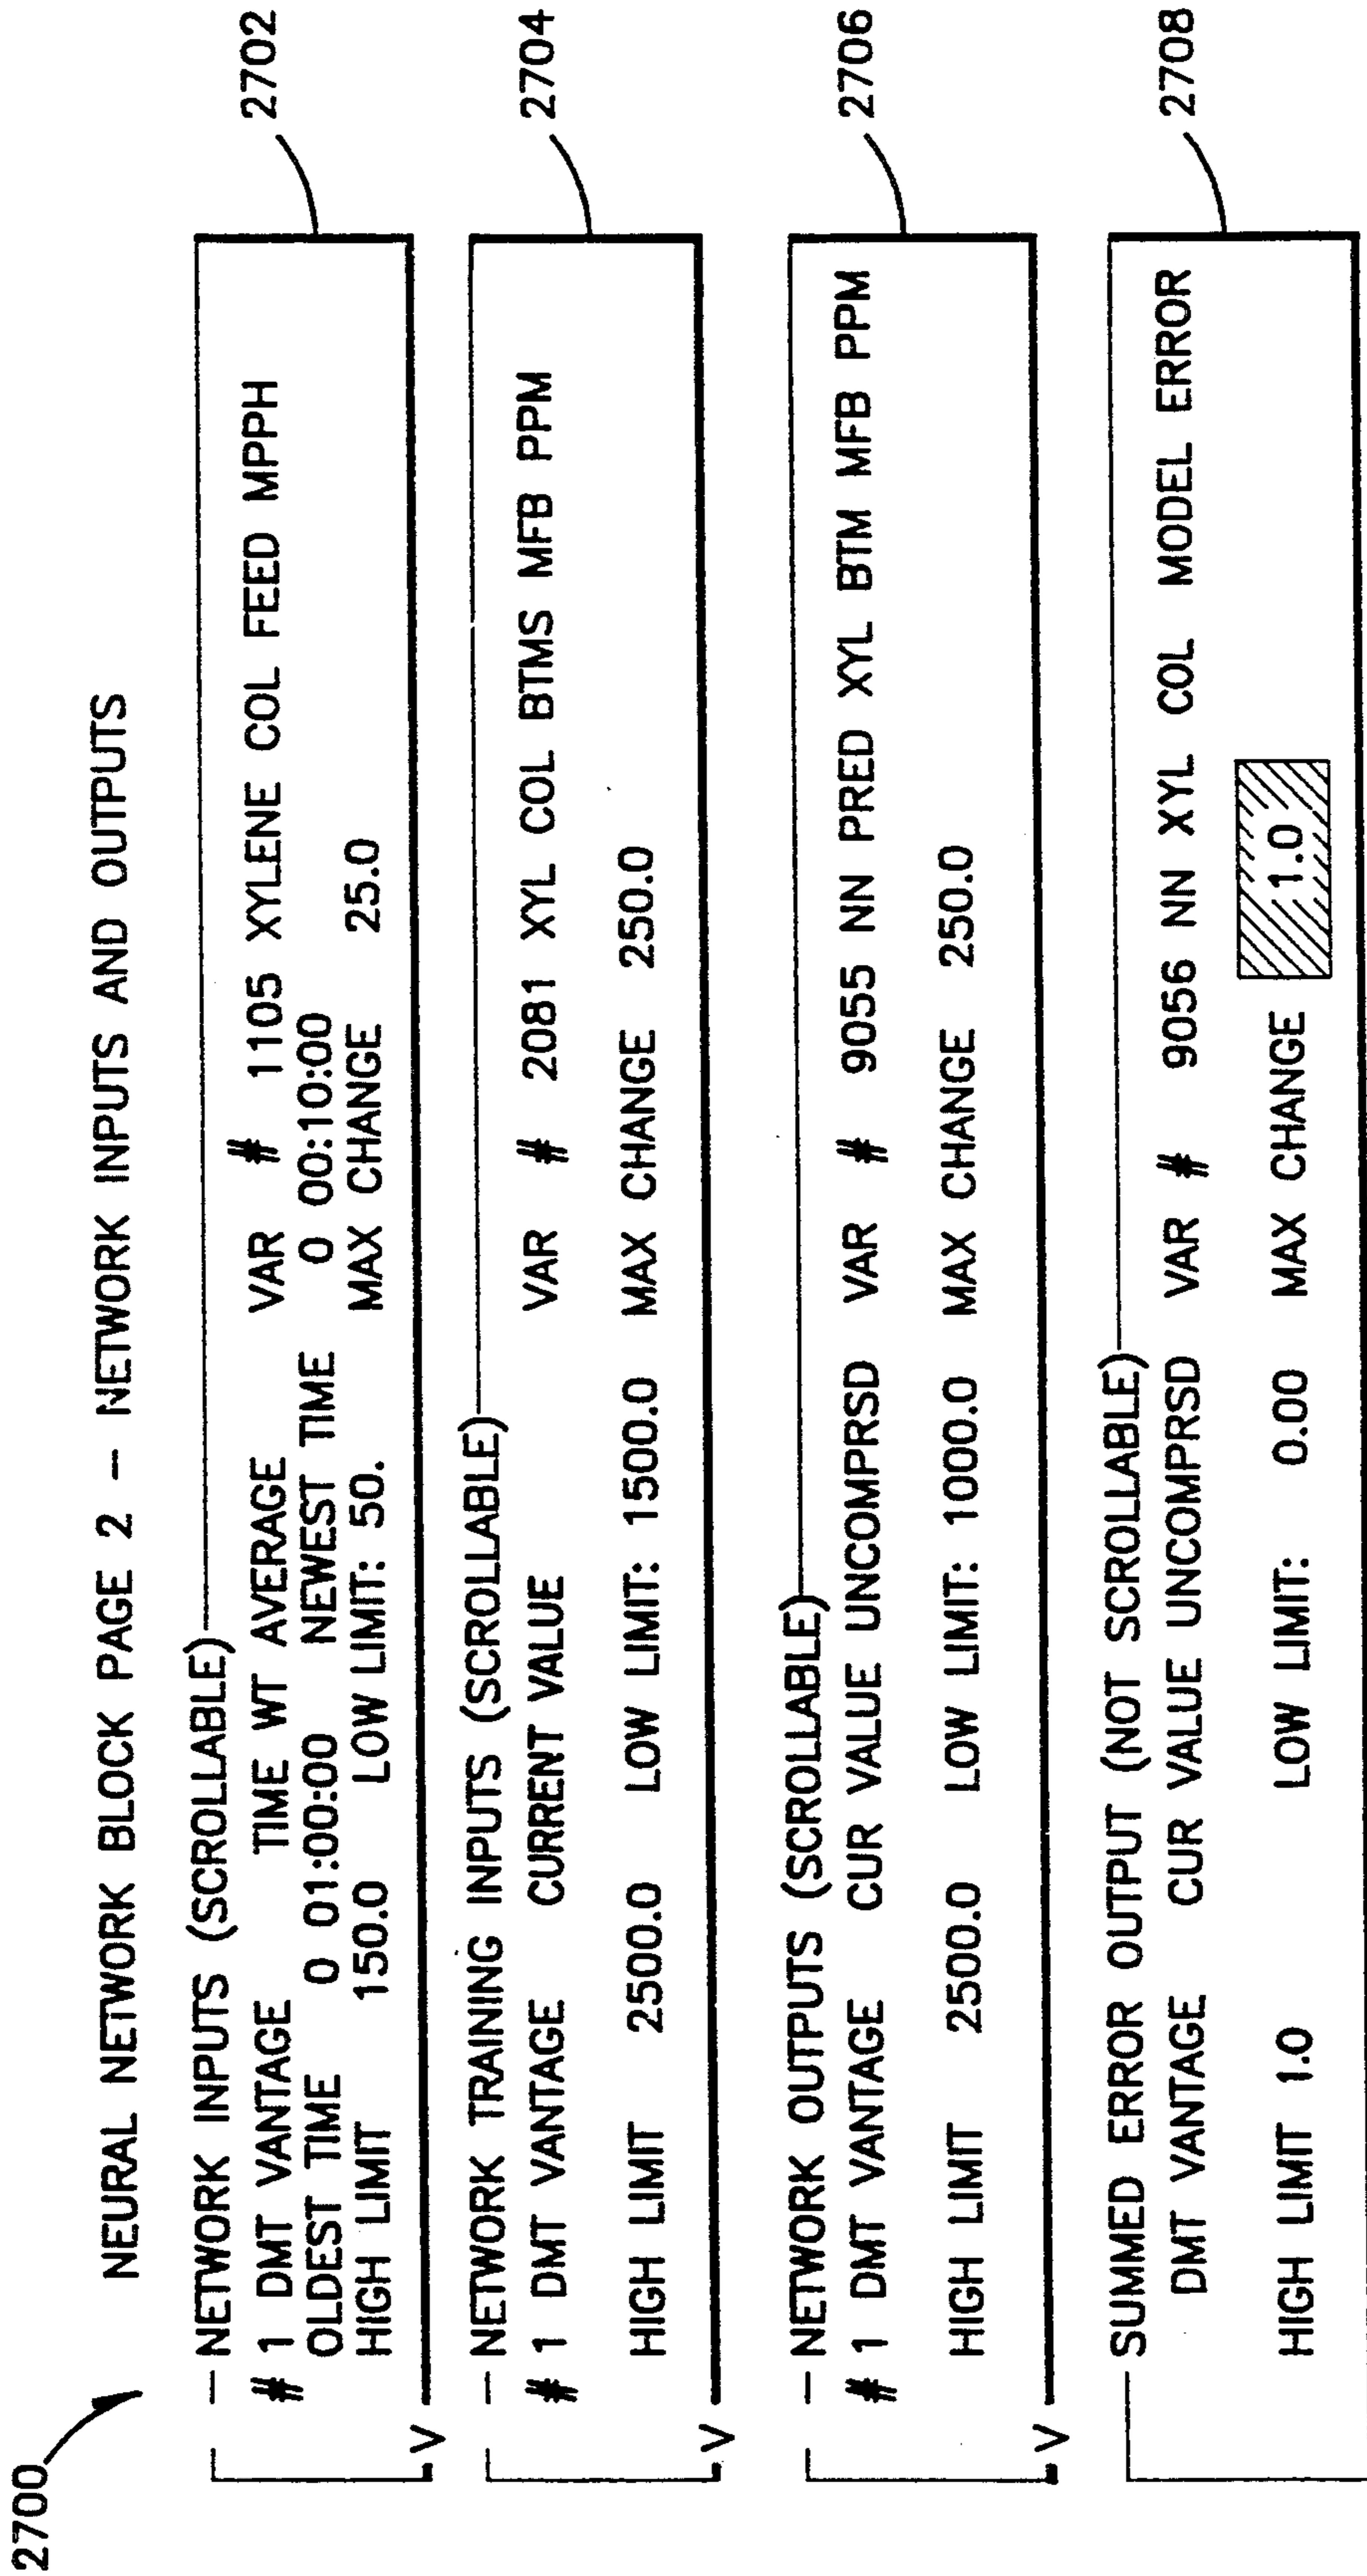 2700
NEURAL NETWORK BLOCK PAGE 2 – NETWORK INPUTS AND OUTPUTS
NETWORK INPUTS (SCROLLABLE)
# 1 DMT VANTAGE TIME WT AVERAGE VAR # 1105 XYLENE COL FEED MPPH
OLDEST TIME 0 01:00:00 NEWEST TIME 0 00:10:00
HIGH LIMIT 150.0 LOW LIMIT: 50. MAX CHANGE 25.0
V
2702
NETWORK TRAINING INPUTS (SCROLLABLE)
# 1 DMT VANTAGE CURRENT VALUE VAR # 2081 XYL COL BTMS MFB PPM
HIGH LIMIT 2500.0 LOW LIMIT: 1500.0 MAX CHANGE 250.0
V
2704
NETWORK OUTPUTS (SCROLLABLE)
# 1 DMT VANTAGE CUR VALUE UNCOMPRSD VAR # 9055 NN PRED XYL BTM MFB PPM
HIGH LIMIT 2500.0 LOW LIMIT: 1000.0 MAX CHANGE 250.0
V
2706
SUMMED ERROR OUTPUT (NOT SCROLLABLE)
DMT VANTAGE CUR VALUE UNCOMPRSD VAR # 9056 NN XYL COL MODEL ERROR
HIGH LIMIT 1.0 LOW LIMIT: 0.00 MAX CHANGE 1.0
2708